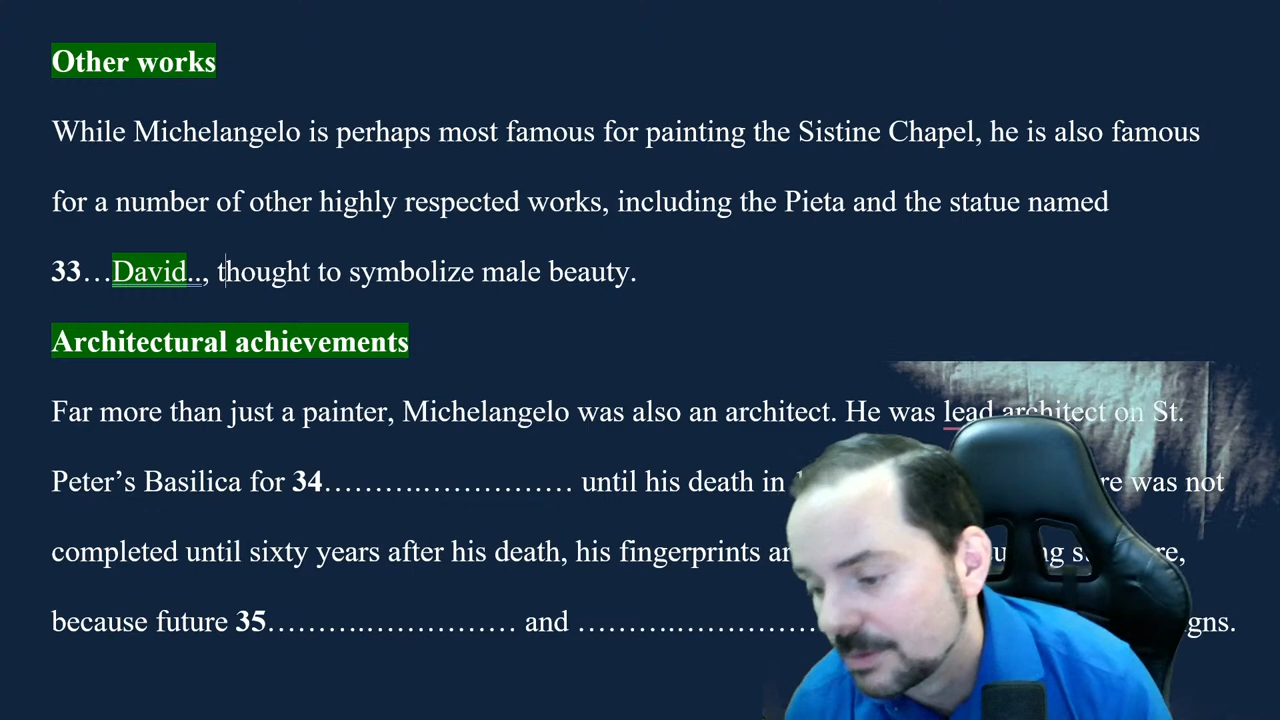 Other works
While Michelangelo is perhaps most famous for painting the Sistine Chapel, he is also famous
for a number of other highly respected works, including the Pieta and the statue named
33…David.., thought to symbolize male beauty.
Architectural achievements
Far more than just a painter, Michelangelo was also an architect. He was lead architect on St.
Peter’s Basilica for 34……….…………… until his death in was not
completed until sixty years after his death, his fingerprints
because future 35……….…………… and ……….……………